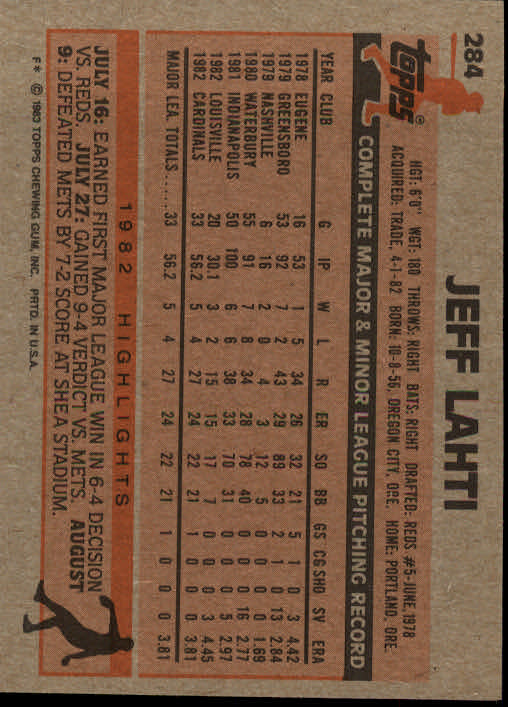 284
topps®
JEFF LAHTI
HGT: 6'0" WGT: 180 THROWS: RIGHT BATS: RIGHT DRAFTED: REDS #5-JUNE, 1978
ACQUIRED: TRADE, 4-1-82 BORN: 10-8-56, OREGON CITY, ORE. HOME: PORTLAND, ORE.
COMPLETE MAJOR & MINOR LEAGUE PITCHING RECORD
YEAR CLUB G IP W L R ER SO BB GS CG SHO SV ERA
1978 EUGENE 16 53 1 5 34 26 32 21 5 1 0 3 4.42
1979 GREENSBORO 53 92 7 2 43 29 89 33 2 1 0 13 2.84
1979 NASHVILLE 6 16 2 0 4 3 12 5 0 0 0 1 1.69
1980 WATERBURY 55 91 7 8 34 28 78 40 0 0 0 16 2.77
1981 INDIANAPOLIS 50 100 6 6 38 33 70 31 0 0 0 5 2.97
1982 LOUISVILLE 20 30.1 3 2 15 15 17 7 0 0 0 3 4.45
1982 CARDINALS 33 56.2 5 4 27 24 22 21 1 0 0 0 3.81
MAJOR LEA. TOTALS......33 56.2 5 4 27 24 22 21 1 0 0 0 3.81
1982 HIGHLIGHTS
JULY 16: EARNED FIRST MAJOR LEAGUE WIN IN 6-4 DECISION
VS. REDS. JULY 27: GAINED 9-4 VERDICT VS. METS. AUGUST
9: DEFEATED METS BY 7-2 SCORE AT SHEA STADIUM.
F* © 1983 TOPPS CHEWING GUM, INC. PRTD. IN U.S.A.